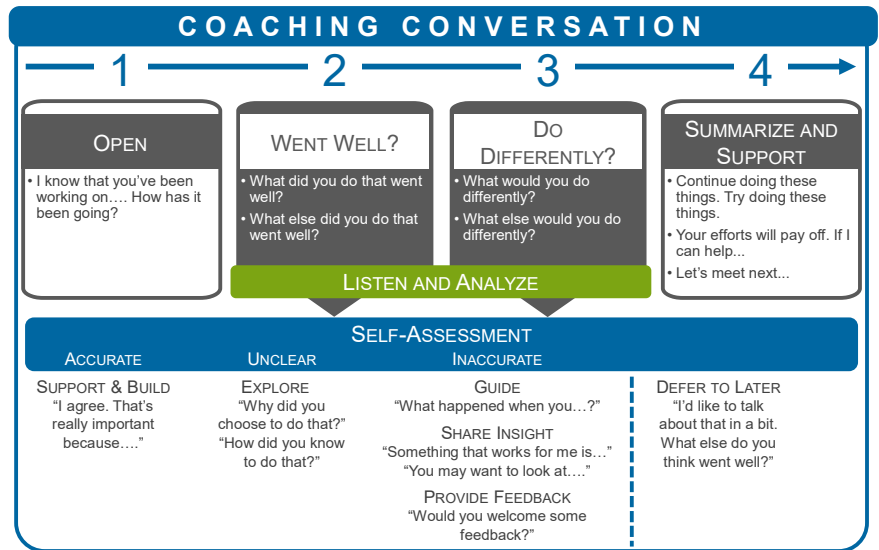 COACHING CONVERSATION
1
2
3
4
OPEN
• I know that you've been
working on…. How has it
been going?
WENT WELL?
• What did you do that went
well?
• What else did you do that
went well?
DO
DIFFERENTLY?
• What would you do
differently?
• What else would you do
differently?
SUMMARIZE AND
SUPPORT
• Continue doing these
things. Try doing these
things.
• Your efforts will pay off. If I
can help...
• Let's meet next...
LISTEN AND ANALYZE
SELF-ASSESSMENT
ACCURATE
UNCLEAR
INACCURATE
SUPPORT & BUILD
“I agree. That's
really important
because….”
EXPLORE
“Why did you
choose to do that?”
“How did you know
to do that?”
GUIDE
“What happened when you…?”
SHARE INSIGHT
“Something that works for me is…”
“You may want to look at….”
PROVIDE FEEDBACK
“Would you welcome some
feedback?”
DEFER TO LATER
“I'd like to talk
about that in a bit.
What else do you
think went well?”